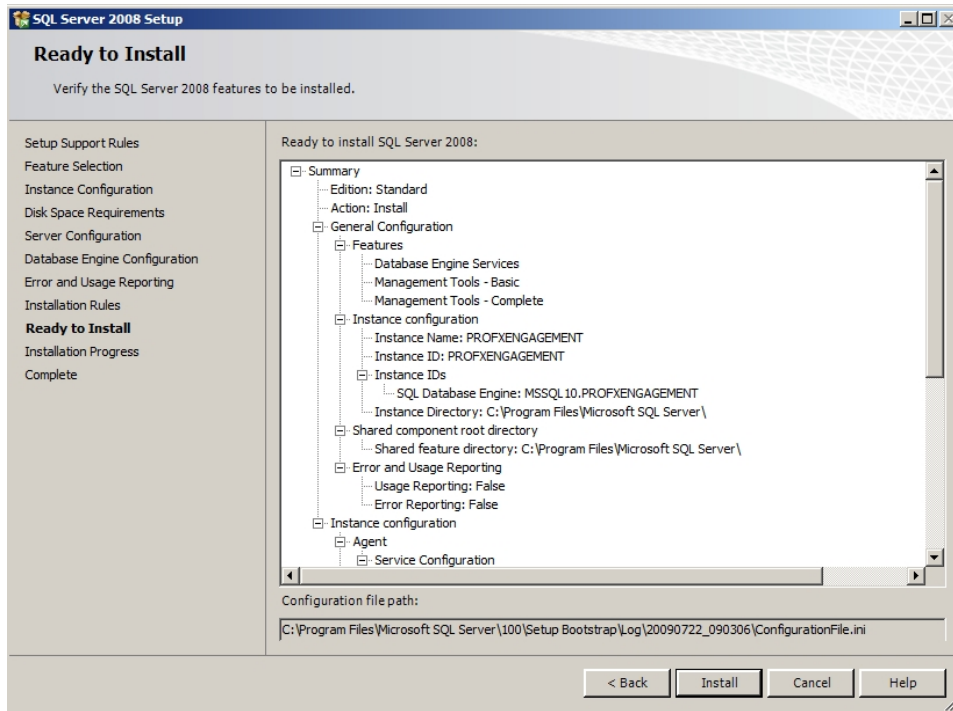 SQL Server 2008 Setup
Ready to Install
Verify the SQL Server 2008 features to be installed.
Setup Support Rules
Feature Selection
Instance Configuration
Disk Space Requirements
Server Configuration
Database Engine Configuration
Error and Usage Reporting
Installation Rules
Ready to Install
Installation Progress
Complete
Ready to install SQL Server 2008:
Summary
Edition: Standard
Action: Install
General Configuration
Features
Database Engine Services
Management Tools - Basic
Management Tools - Complete
Instance configuration
Instance Name: PROFXENGAGEMENT
Instance ID: PROFXENGAGEMENT
Instance IDs
SQL Database Engine: MSSQL10.PROFXENGAGEMENT
Instance Directory: C:\Program Files\Microsoft SQL Server\
Shared component root directory
Shared feature directory: C:\Program Files\Microsoft SQL Server\
Error and Usage Reporting
Usage Reporting: False
Error Reporting: False
Instance configuration
Agent
Service Configuration
Configuration file path:
C:\Program Files\Microsoft SQL Server\100\Setup Bootstrap\Log\20090722_090306\ConfigurationFile.ini
< Back Install Cancel Help